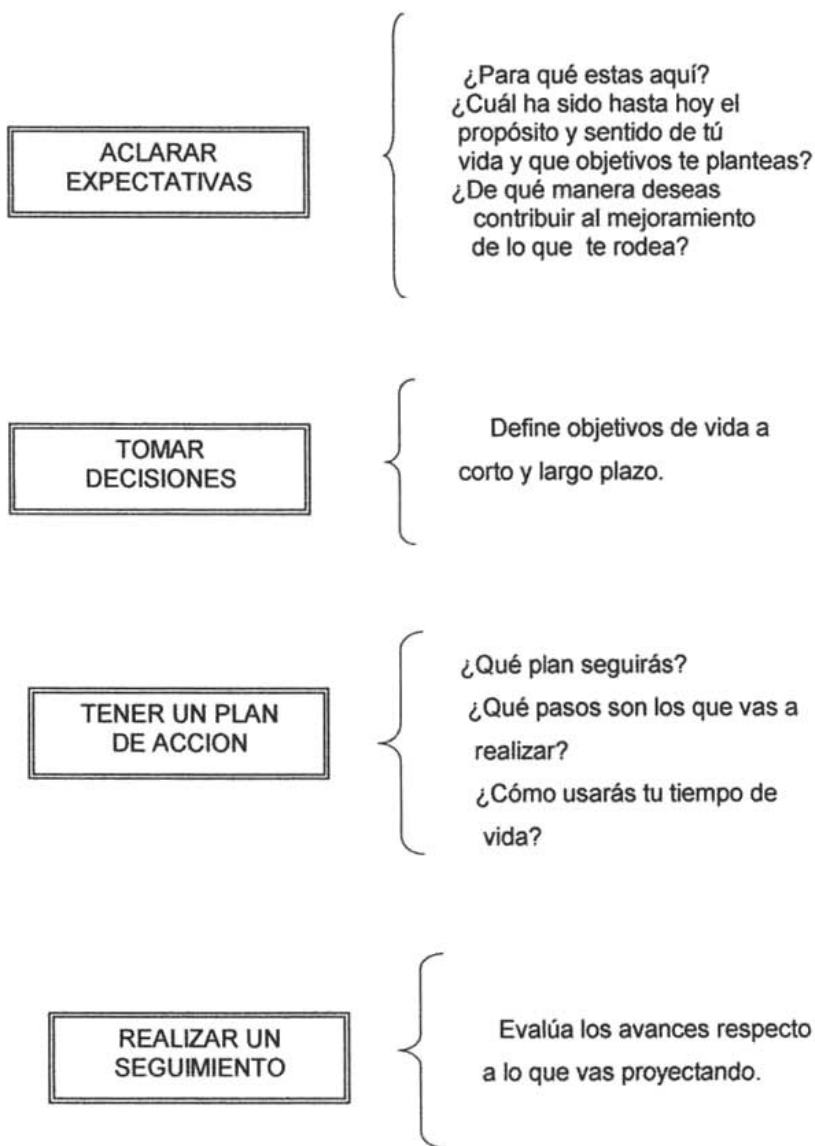 ACLARAR
EXPECTATIVAS
¿Para qué estas aquí?
¿Cuál ha sido hasta hoy el
propósito y sentido de tú
vida y que objetivos te planteas?
¿De qué manera deseas
contribuir al mejoramiento
de lo que te rodea?
TOMAR
DECISIONES
Define objetivos de vida a
corto y largo plazo.
TENER UN PLAN
DE ACCION
¿Qué plan seguirás?
¿Qué pasos son los que vas a
realizar?
¿Cómo usarás tu tiempo de
vida?
REALIZAR UN
SEGUIMIENTO
Evalúa los avances respecto
a lo que vas proyectando.